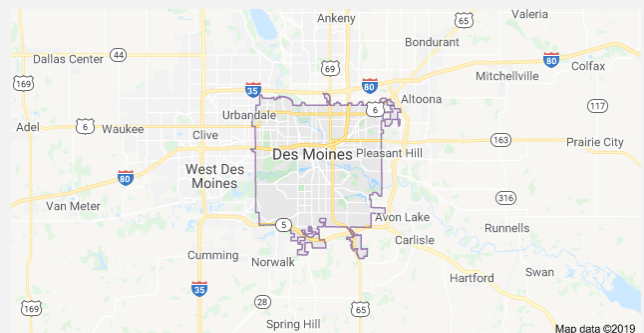 Ankeny
65
Valeria
Bondurant
Dallas Center
44
80
Colfax
69
169
35
80
Mitchellville
Altoona
6
117
Urbandale
Adel
6
Waukee
Clive
163
Prairie City
Des Moines
Pleasant Hill
West Des
Moines
80
316
Van Meter
5
Avon Lake
Runnells
Carlisle
Cumming
Norwalk
Swan
Hartford
35
169
28
65
Spring Hill
Map data ©2019